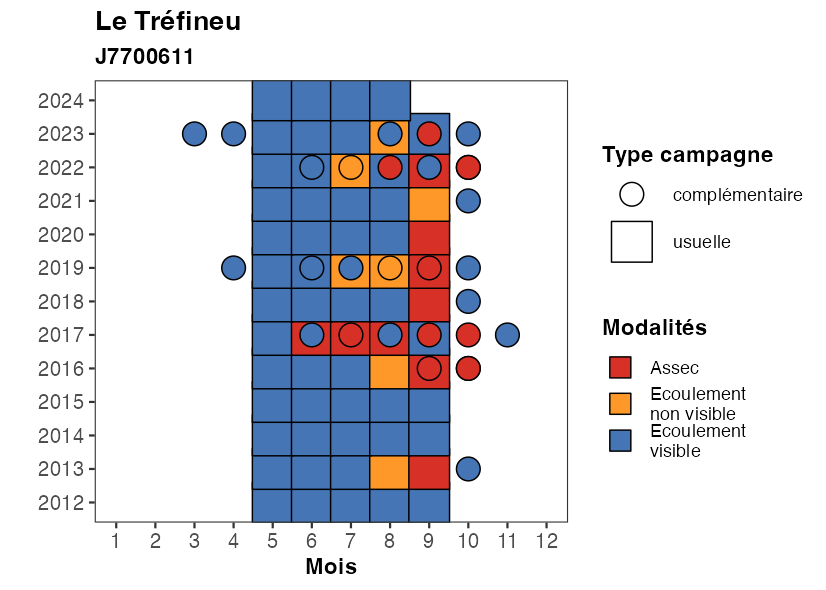 Le Tréfineu
J7700611
2024
2023
2022
2021
2020
2019
2018
2017
2016
2015
2014
2013
2012
1 2 3 4 5 6 7 8 9 10 11 12
Mois
Type campagne
complémentaire
usuelle
Modalités
Assec
Ecoulement
non visible
Ecoulement
visible